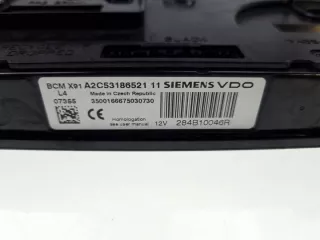 BCM X91 A2C53186521 11 SIEMENS VDO
L4 Made in Czech Republic
07355 3500166675030730
CE Homologation
see user manual 12V 284B10046R